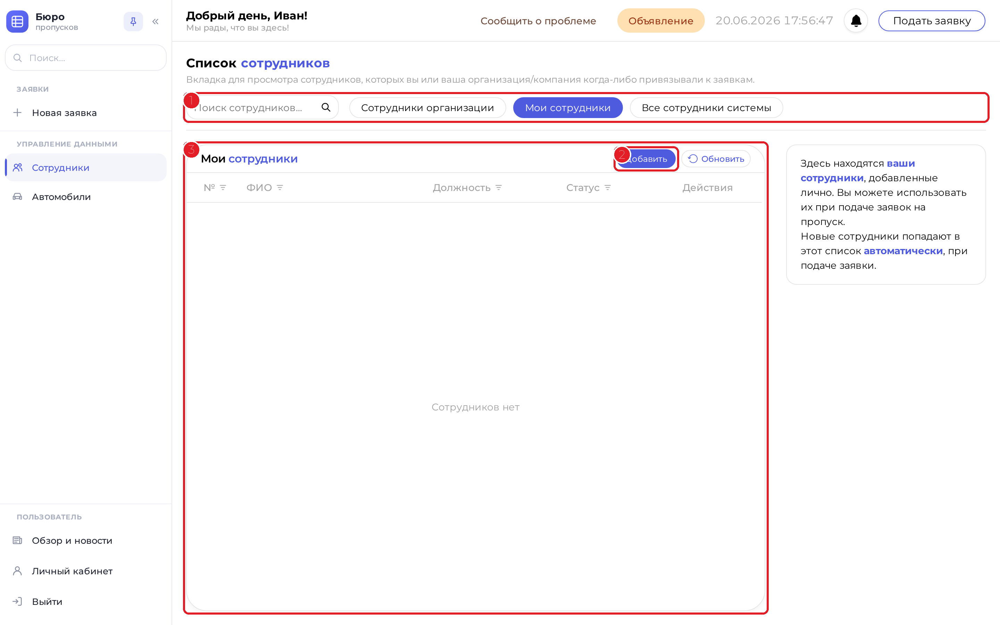 Бюро
пропусков
Поиск...
ЗАЯВКИ
Новая заявка
УПРАВЛЕНИЕ ДАННЫМИ
Сотрудники
Автомобили
ПОЛЬЗОВАТЕЛЬ
Обзор и новости
Личный кабинет
Выйти
Добрый день, Иван!
Мы рады, что вы здесь!
Сообщить о проблеме
Объявление
20.06.2026 17:56:47
Подать заявку
Список сотрудников
Вкладка для просмотра сотрудников, которых вы или ваша организация/компания когда-либо привязывали к заявкам.
1
Поиск сотрудников...
Сотрудники организации
Мои сотрудники
Все сотрудники системы
3
Мои сотрудники
2
Добавить
Обновить
№ ФИО Должность Статус Действия
Сотрудников нет
Здесь находятся ваши
сотрудники, добавленные
лично. Вы можете использовать
их при подаче заявок на
пропуск.
Новые сотрудники попадают в
этот список автоматически, при
подаче заявки.